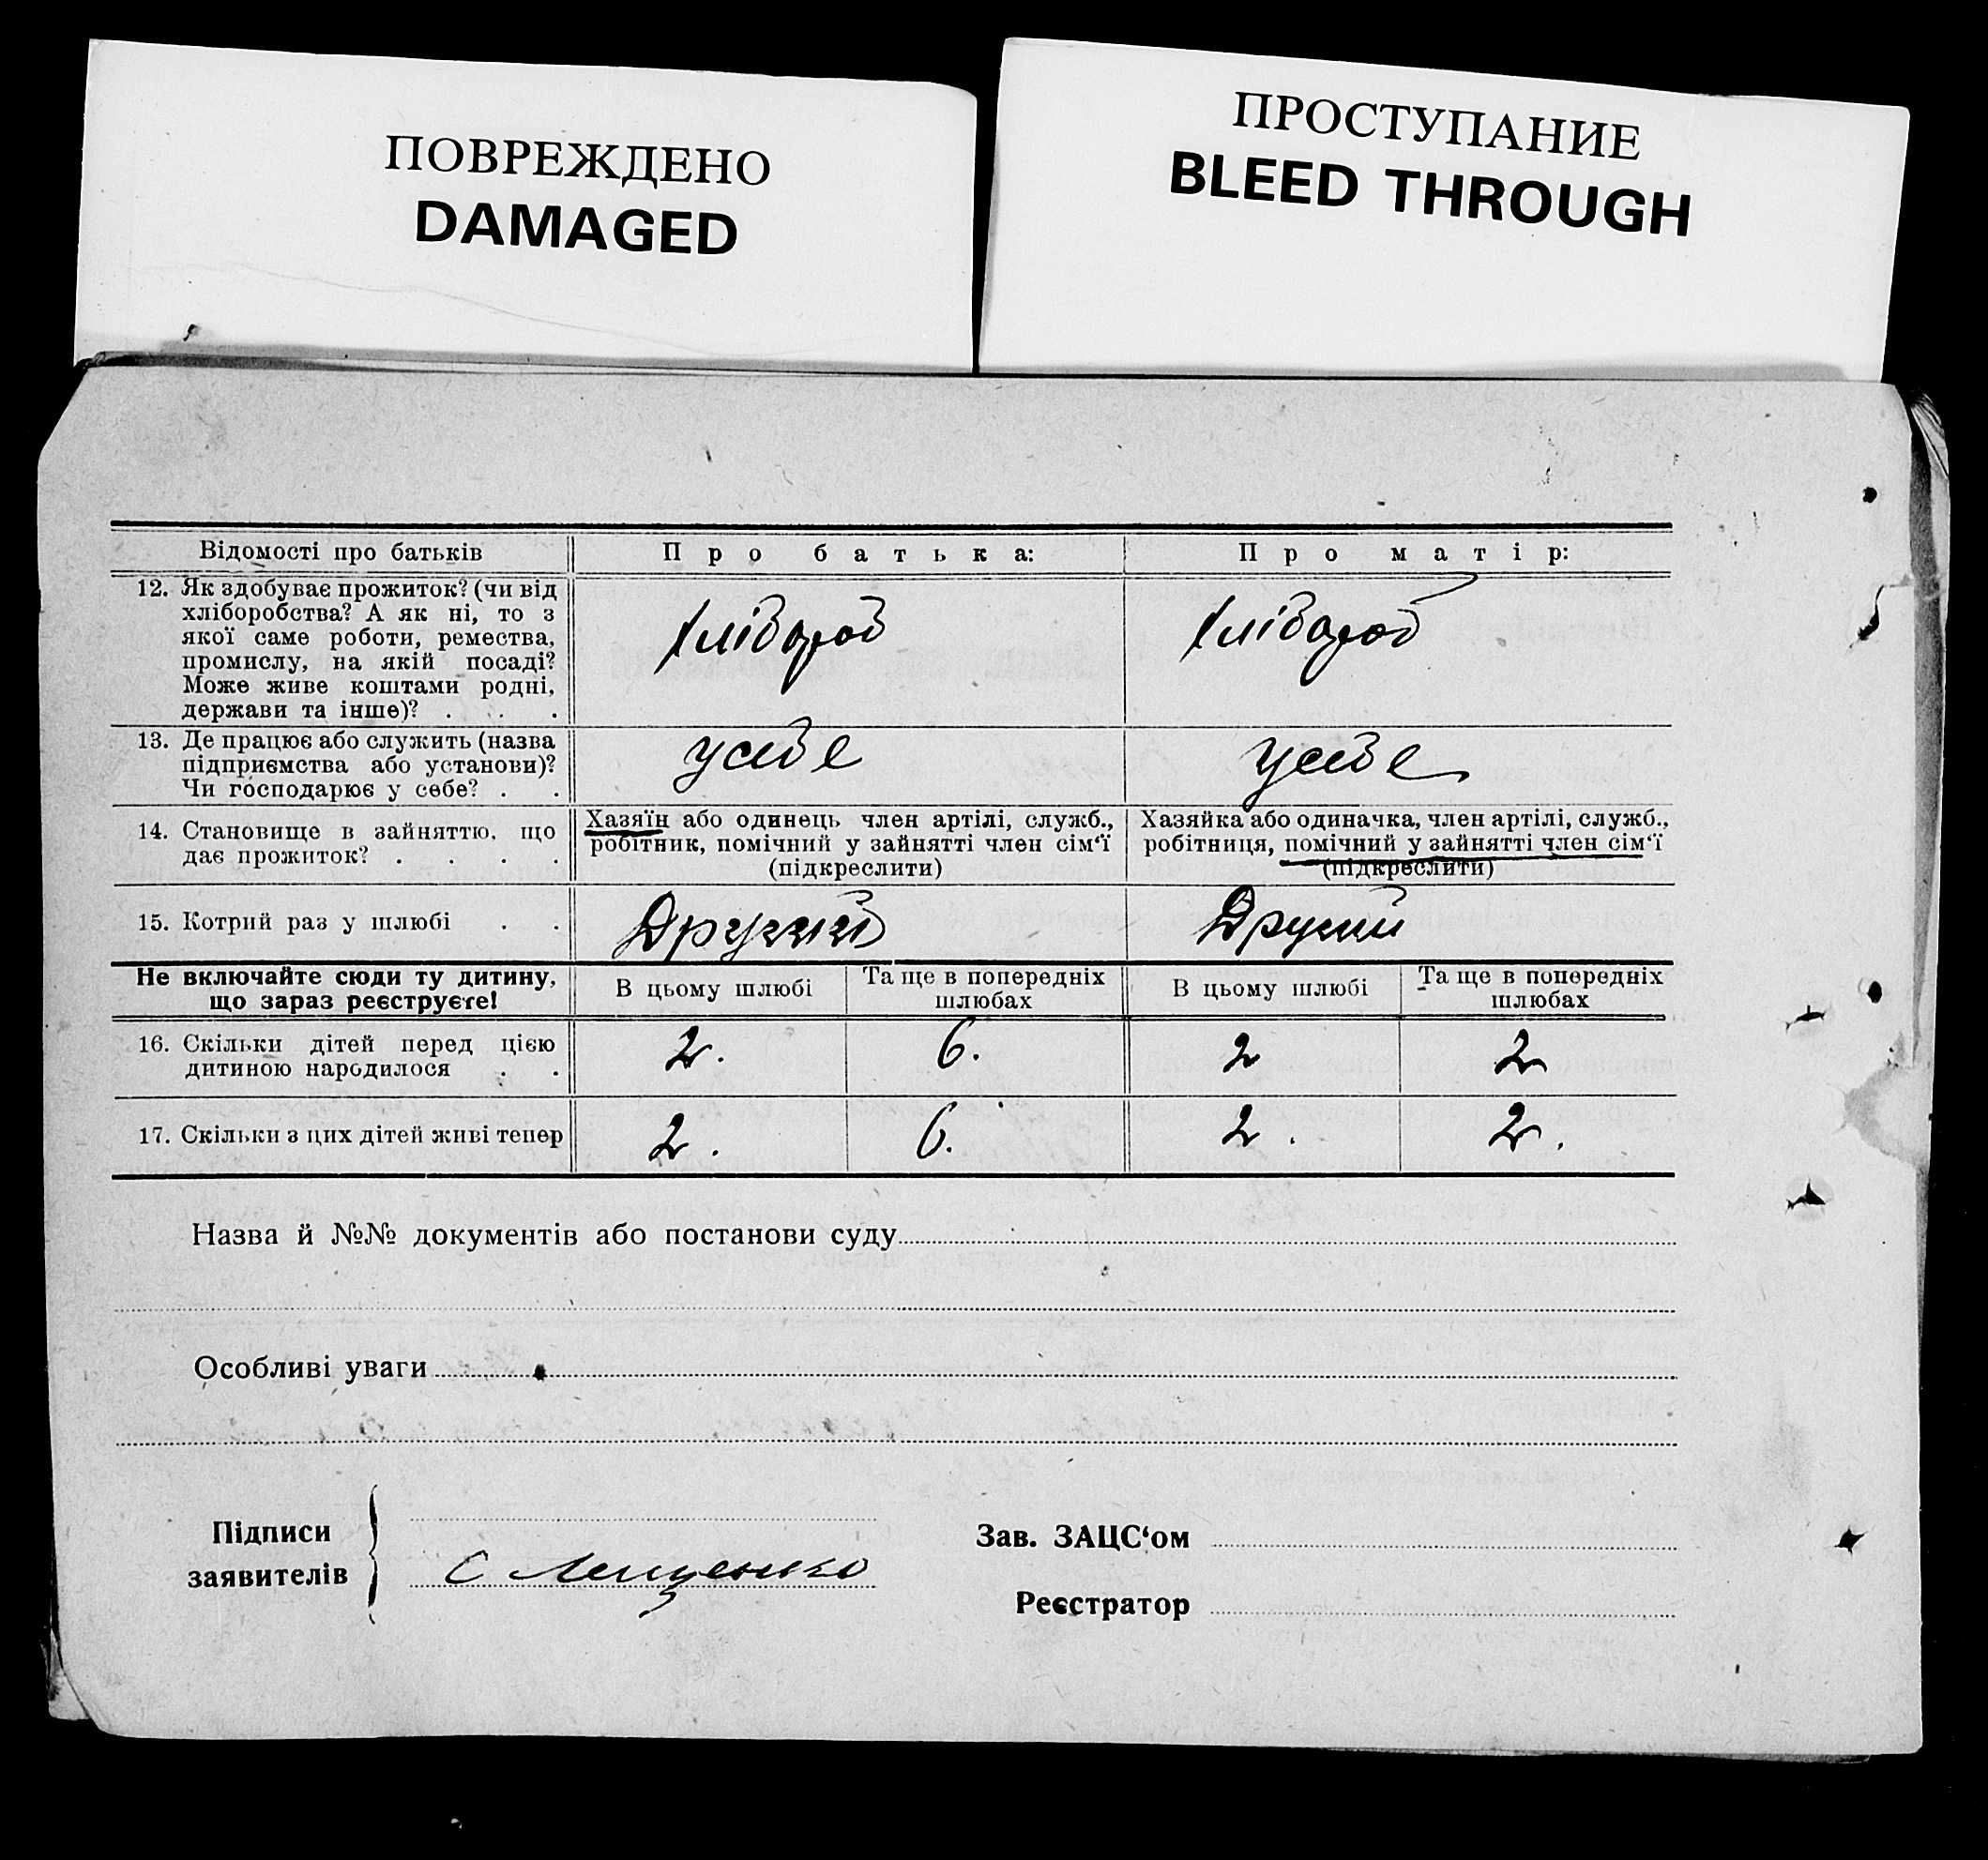 ПОВРЕЖДЕНО
DAMAGED
ПРОСТУПАНИЕ
BLEED THROUGH
Відомості про батьків
Про батька:
Про матір:
12. Як здобуває прожиток? (чи від
хліборобства? А як ні, то з
якої саме роботи, ремества,
промислу, на якій посаді?
Може живе коштами родні,
держави та інше)? . . .
хлібороб
хлібороб
13. Де працює або служить (назва
підприємства або установи)?
Чи господарює у себе? . .
усебе
усебе
14. Становище в зайняттю, що
дає прожиток? . . . .
Хазяїн або одинець член артілі, служб.,
робітник, помічний у зайнятті член сім‘ї
(підкреслити)
Хазяйка або одиначка, член артілі, служб.,
робітниця, помічний у зайнятті член сім‘ї
(підкреслити)
15. Котрий раз у шлюбі . .
Другий
Другий
Не включайте сюди ту дитину,
що зараз реєструєте!
В цьому шлюбі
Та ще в попередніх
шлюбах
В цьому шлюбі
Та ще в попередніх
шлюбах
16. Скільки дітей перед цією
дитиною народилося . .
2.
6.
2
2
17. Скільки з цих дітей живі тепер
2.
6.
2.
2.
Назва й №№ документів або постанови суду
Особливі уваги
Підписи
заявителів
С Лещенко
Зав. ЗАЦС‘ом
Реєстратор